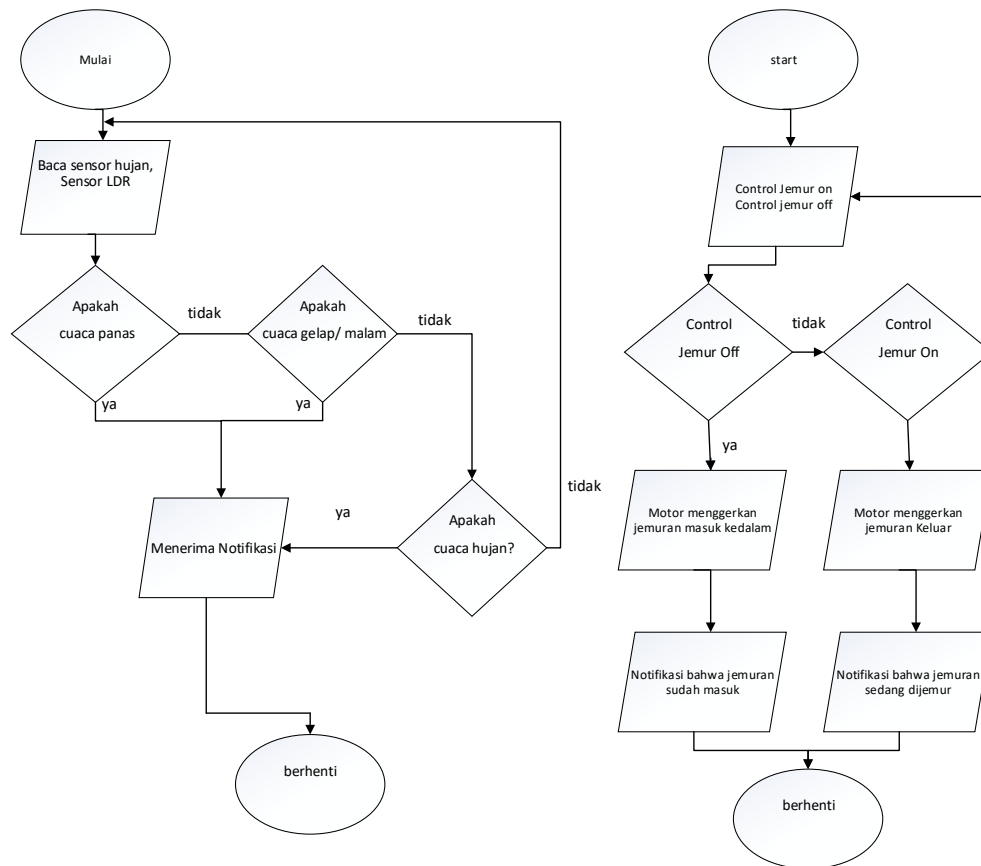 Mulai
Baca sensor hujan,
Sensor LDR
Apakah
cuaca panas
tidak
Apakah
cuaca gelap/ malam
tidak
ya
ya
Menerima Notifikasi
ya
Apakah
cuaca hujan?
tidak
berhenti
start
Control Jemur on
Control jemur off
Control
Jemur Off
tidak
Control
Jemur On
ya
Motor menggerkan
jemuran masuk kedalam
Motor menggerkan
jemuran Keluar
Notifikasi bahwa jemuran
sudah masuk
Notifikasi bahwa jemuran
sedang dijemur
berhenti